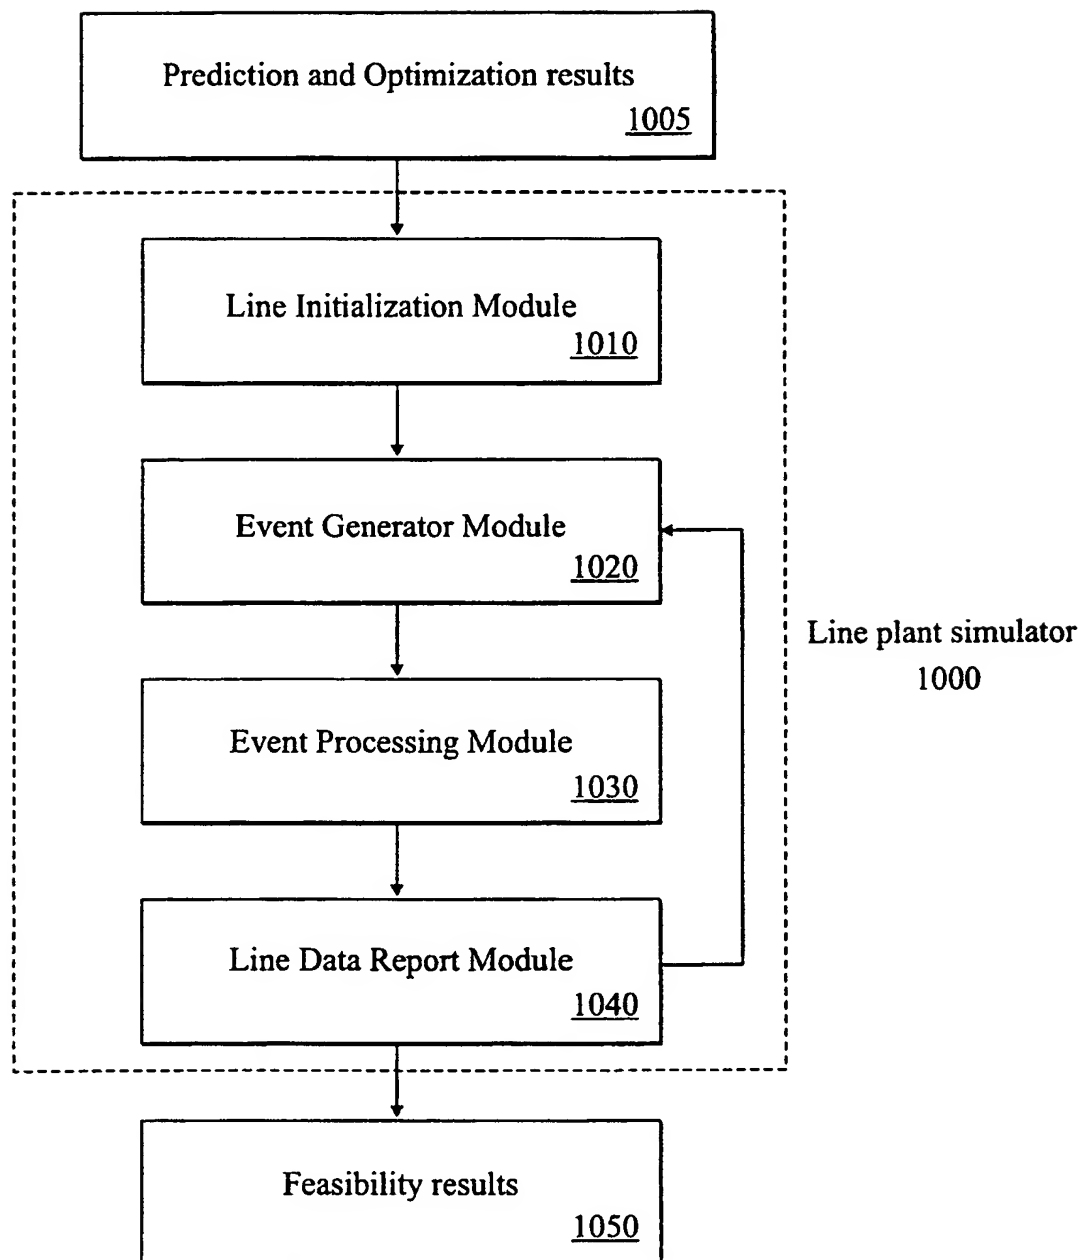 Prediction and Optimization results
1005
Line Initialization Module
1010
Event Generator Module
1020
Line plant simulator
1000
Event Processing Module
1030
Line Data Report Module
1040
Feasibility results
1050